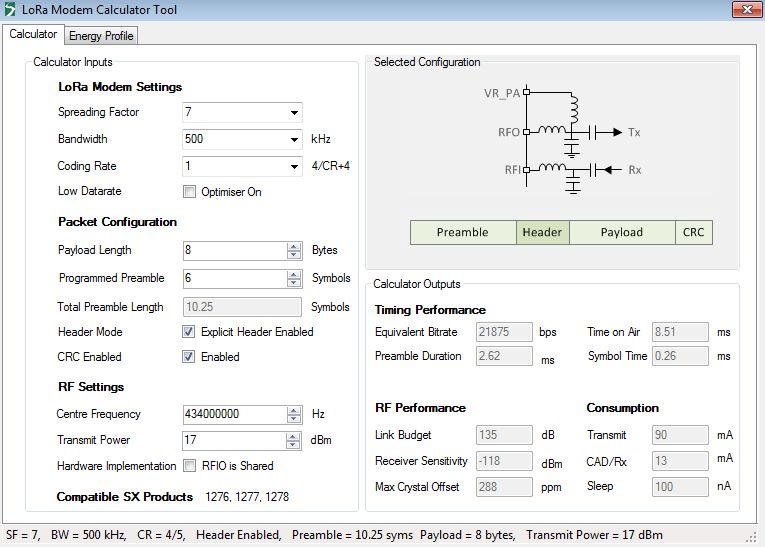 LoRa Modem Calculator Tool
Calculator
Energy Profile
Calculator Inputs
LoRa Modem Settings
Spreading Factor 7
Bandwidth 500 kHz
Coding Rate 1 4/CR+4
Low Datarate Optimiser On
Packet Configuration
Payload Length 8 Bytes
Programmed Preamble 6 Symbols
Total Preamble Length 10.25 Symbols
Header Mode Explicit Header Enabled
CRC Enabled Enabled
RF Settings
Centre Frequency 434000000 Hz
Transmit Power 17 dBm
Hardware Implementation RFIO is Shared
Compatible SX Products 1276, 1277, 1278
Selected Configuration
VR_PA
RFO Tx
RFI Rx
Preamble Header Payload CRC
Calculator Outputs
Timing Performance
Equivalent Bitrate 21875 bps Time on Air 8.51 ms
Preamble Duration 2.62 ms Symbol Time 0.26 ms
RF Performance Consumption
Link Budget 135 dB Transmit 90 mA
Receiver Sensitivity -118 dBm CAD/Rx 13 mA
Max Crystal Offset 288 ppm Sleep 100 nA
SF = 7, BW = 500 kHz, CR = 4/5, Header Enabled, Preamble = 10.25 syms Payload = 8 bytes, Transmit Power = 17 dBm